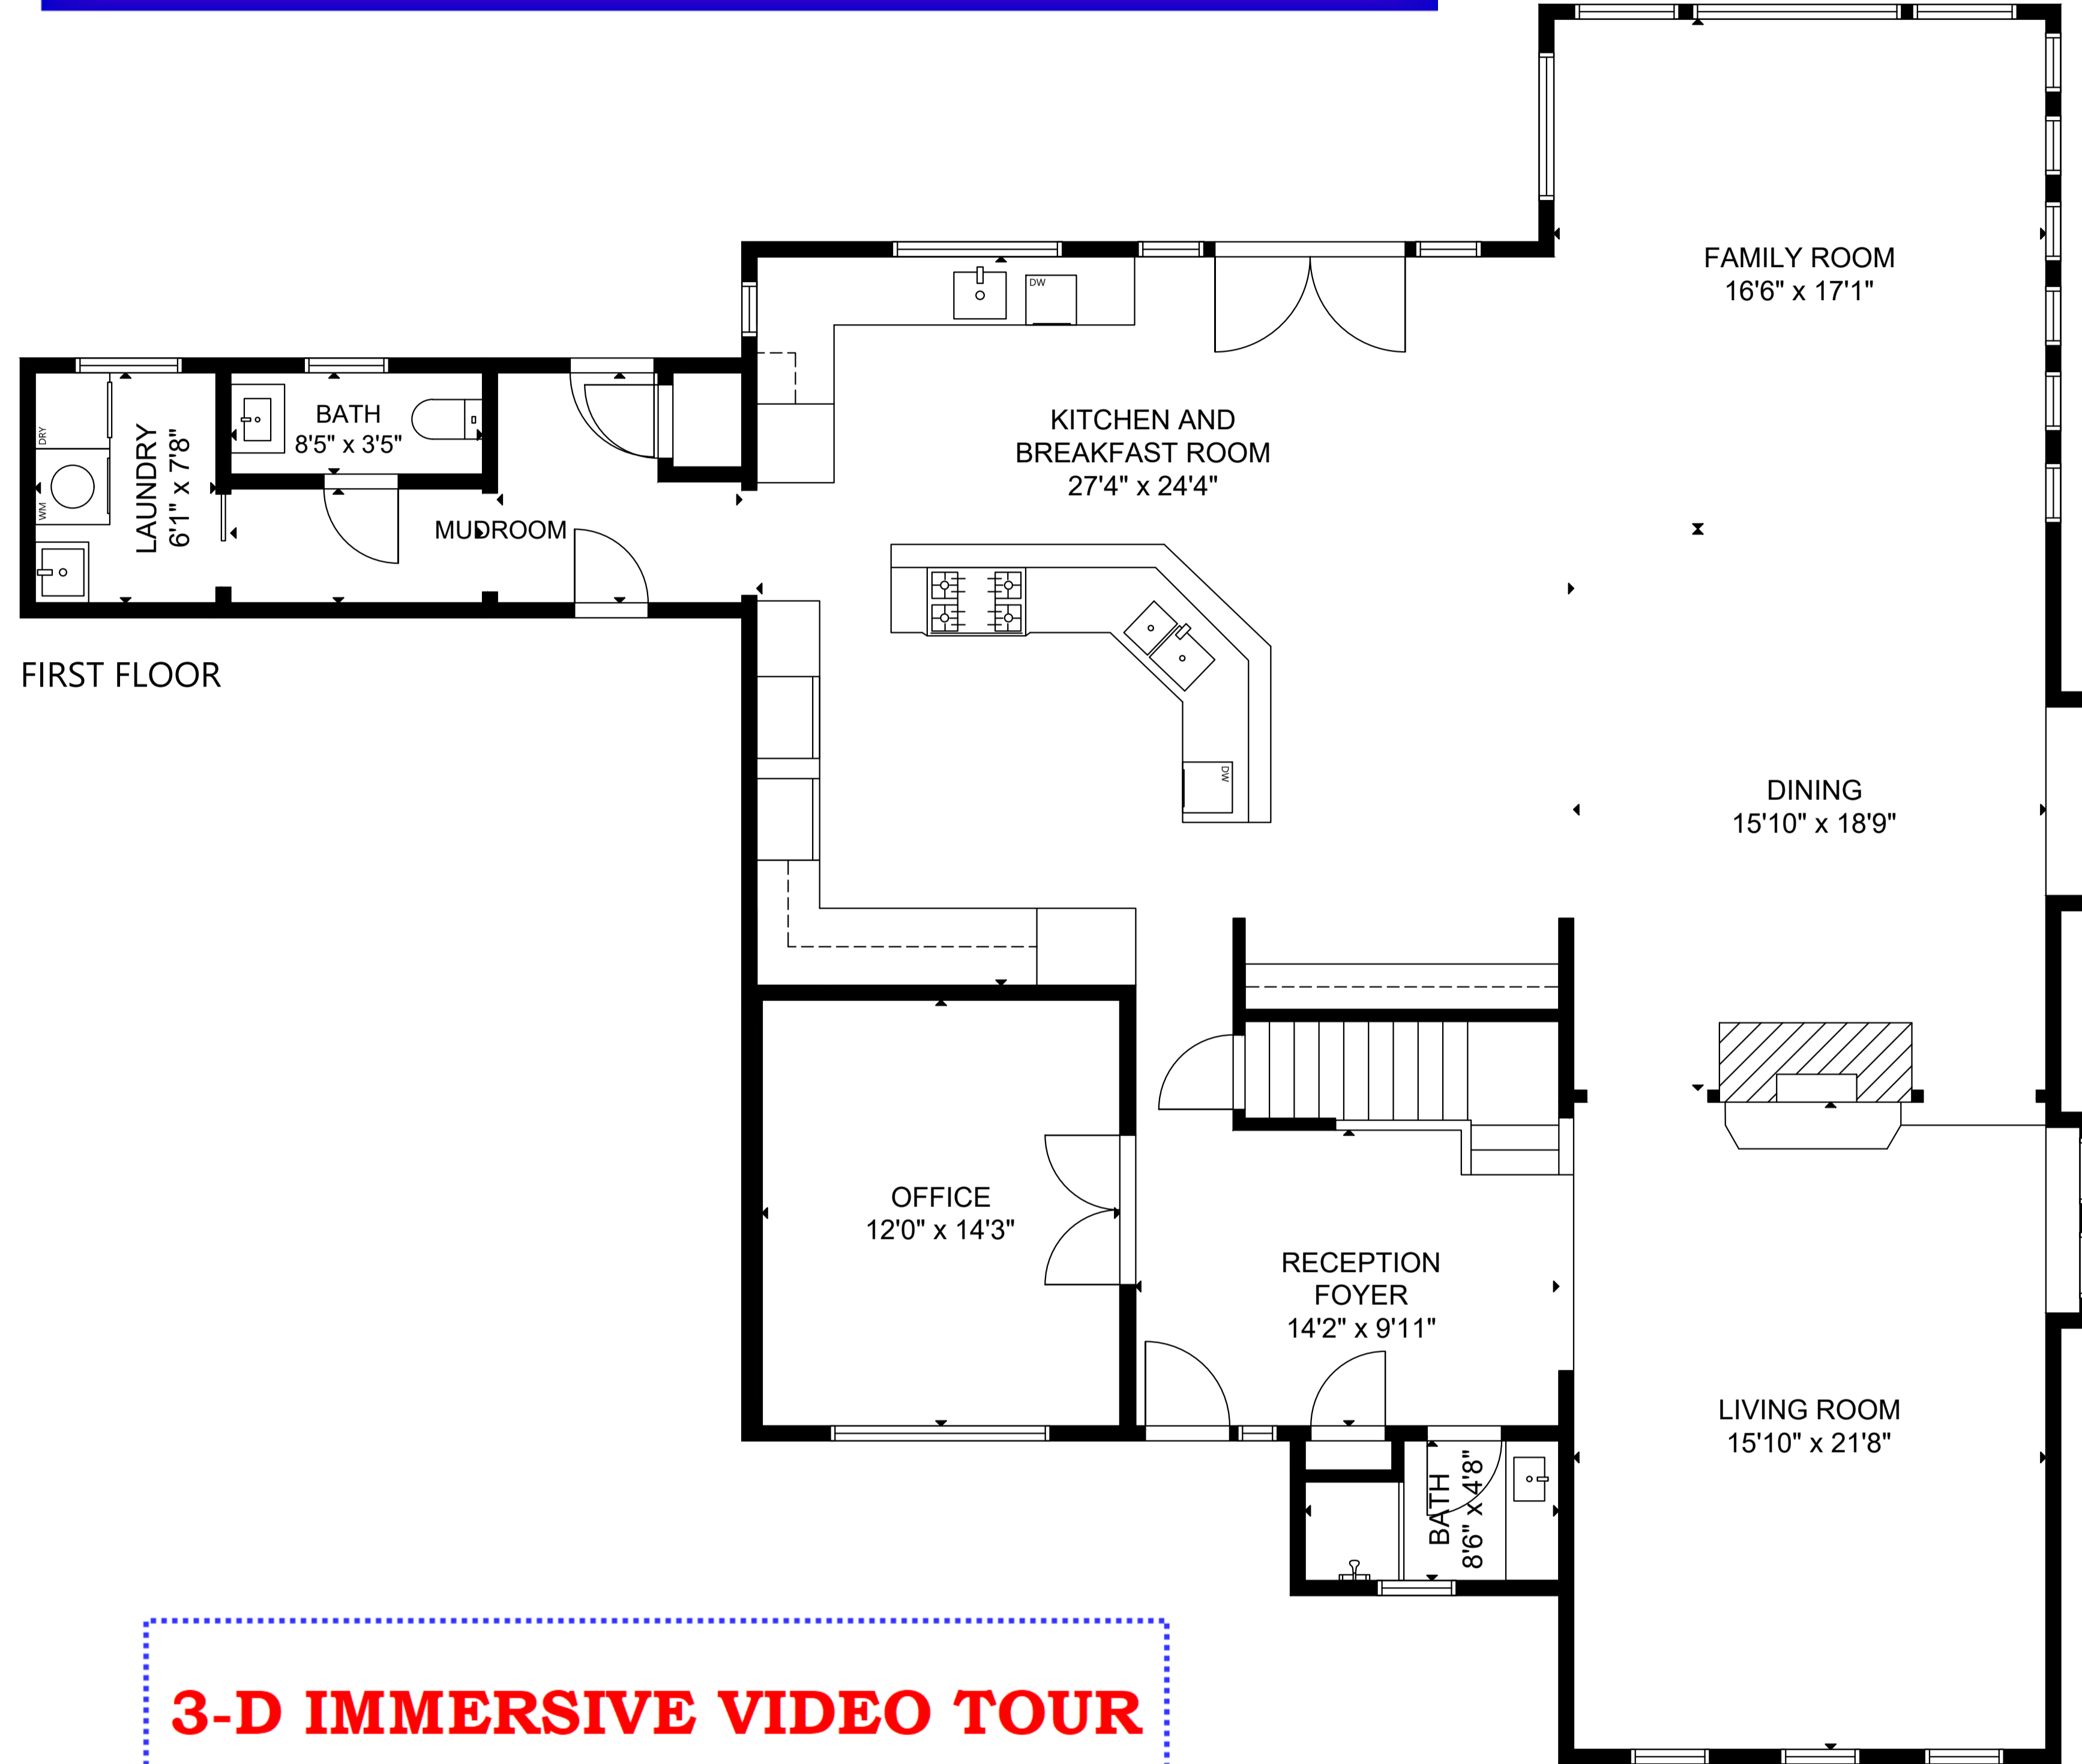 FAMILY ROOM
16'6" x 17'1"
DW
KITCHEN AND
BREAKFAST ROOM
27'4" x 24'4"
BATH
8'5" x 3'5"
DRY
WM
LAUNDRY
6'1" x 7'8"
MUDROOM
FIRST FLOOR
DW
DINING
15'10" x 18'9"
OFFICE
12'0" x 14'3"
RECEPTION
FOYER
14'2" x 9'11"
LIVING ROOM
15'10" x 21'8"
BATH
8'6" x 4'8"
3-D IMMERSIVE VIDEO TOUR